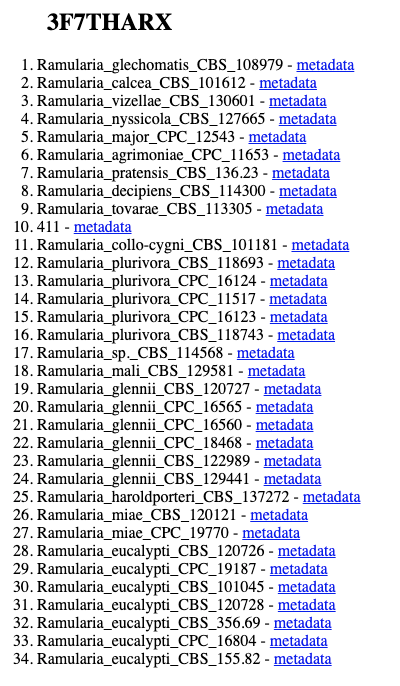 3F7THARX
1. Ramularia_glechomatis_CBS_108979 - metadata
2. Ramularia_calcea_CBS_101612 - metadata
3. Ramularia_vizellae_CBS_130601 - metadata
4. Ramularia_nyssicola_CBS_127665 - metadata
5. Ramularia_major_CPC_12543 - metadata
6. Ramularia_agrimoniae_CPC_11653 - metadata
7. Ramularia_pratensis_CBS_136.23 - metadata
8. Ramularia_decipiens_CBS_114300 - metadata
9. Ramularia_tovarae_CBS_113305 - metadata
10. 411 - metadata
11. Ramularia_collo-cygni_CBS_101181 - metadata
12. Ramularia_plurivora_CBS_118693 - metadata
13. Ramularia_plurivora_CPC_16124 - metadata
14. Ramularia_plurivora_CPC_11517 - metadata
15. Ramularia_plurivora_CPC_16123 - metadata
16. Ramularia_plurivora_CBS_118743 - metadata
17. Ramularia_sp._CBS_114568 - metadata
18. Ramularia_mali_CBS_129581 - metadata
19. Ramularia_glennii_CBS_120727 - metadata
20. Ramularia_glennii_CPC_16565 - metadata
21. Ramularia_glennii_CPC_16560 - metadata
22. Ramularia_glennii_CPC_18468 - metadata
23. Ramularia_glennii_CBS_122989 - metadata
24. Ramularia_glennii_CBS_129441 - metadata
25. Ramularia_haroldporteri_CBS_137272 - metadata
26. Ramularia_miae_CBS_120121 - metadata
27. Ramularia_miae_CPC_19770 - metadata
28. Ramularia_eucalypti_CBS_120726 - metadata
29. Ramularia_eucalypti_CPC_19187 - metadata
30. Ramularia_eucalypti_CBS_101045 - metadata
31. Ramularia_eucalypti_CBS_120728 - metadata
32. Ramularia_eucalypti_CBS_356.69 - metadata
33. Ramularia_eucalypti_CPC_16804 - metadata
34. Ramularia_eucalypti_CBS_155.82 - metadata